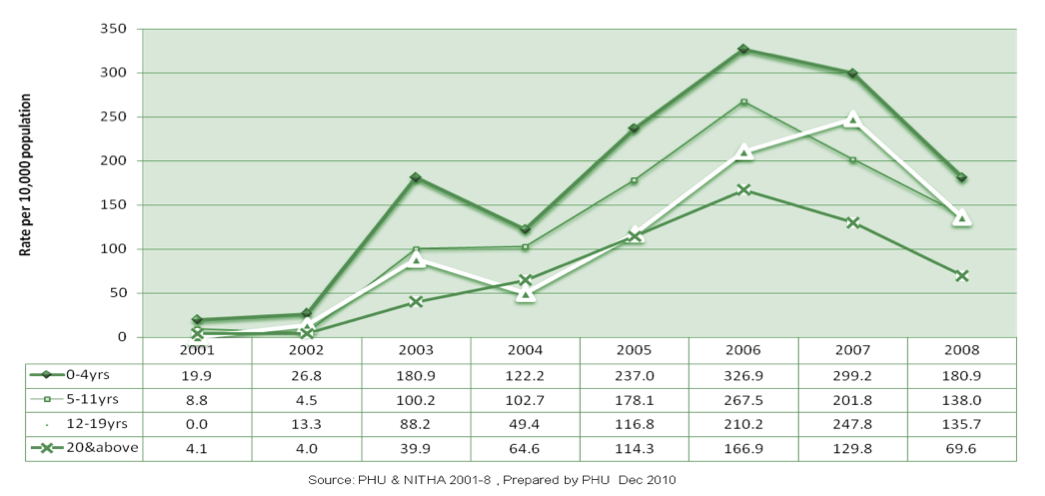 350
300
250
200
150
100
50
0
Rate per 10,000 population
2001 2002 2003 2004 2005 2006 2007 2008
0-4yrs 19.9 26.8 180.9 122.2 237.0 326.9 299.2 180.9
5-11yrs 8.8 4.5 100.2 102.7 178.1 267.5 201.8 138.0
12-19yrs 0.0 13.3 88.2 49.4 116.8 210.2 247.8 135.7
20&above 4.1 4.0 39.9 64.6 114.3 166.9 129.8 69.6
Source: PHU & NITHA 2001-8 , Prepared by PHU Dec 2010